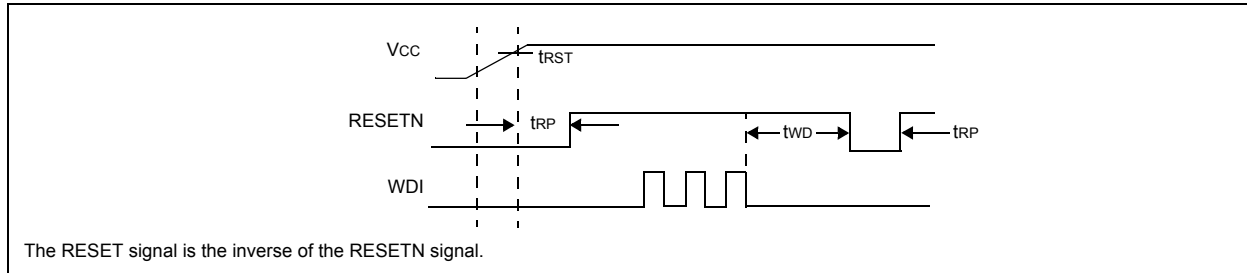 VCC
tRST
RESETN
tRP
tWD
tRP
WDI
The RESET signal is the inverse of the RESETN signal.